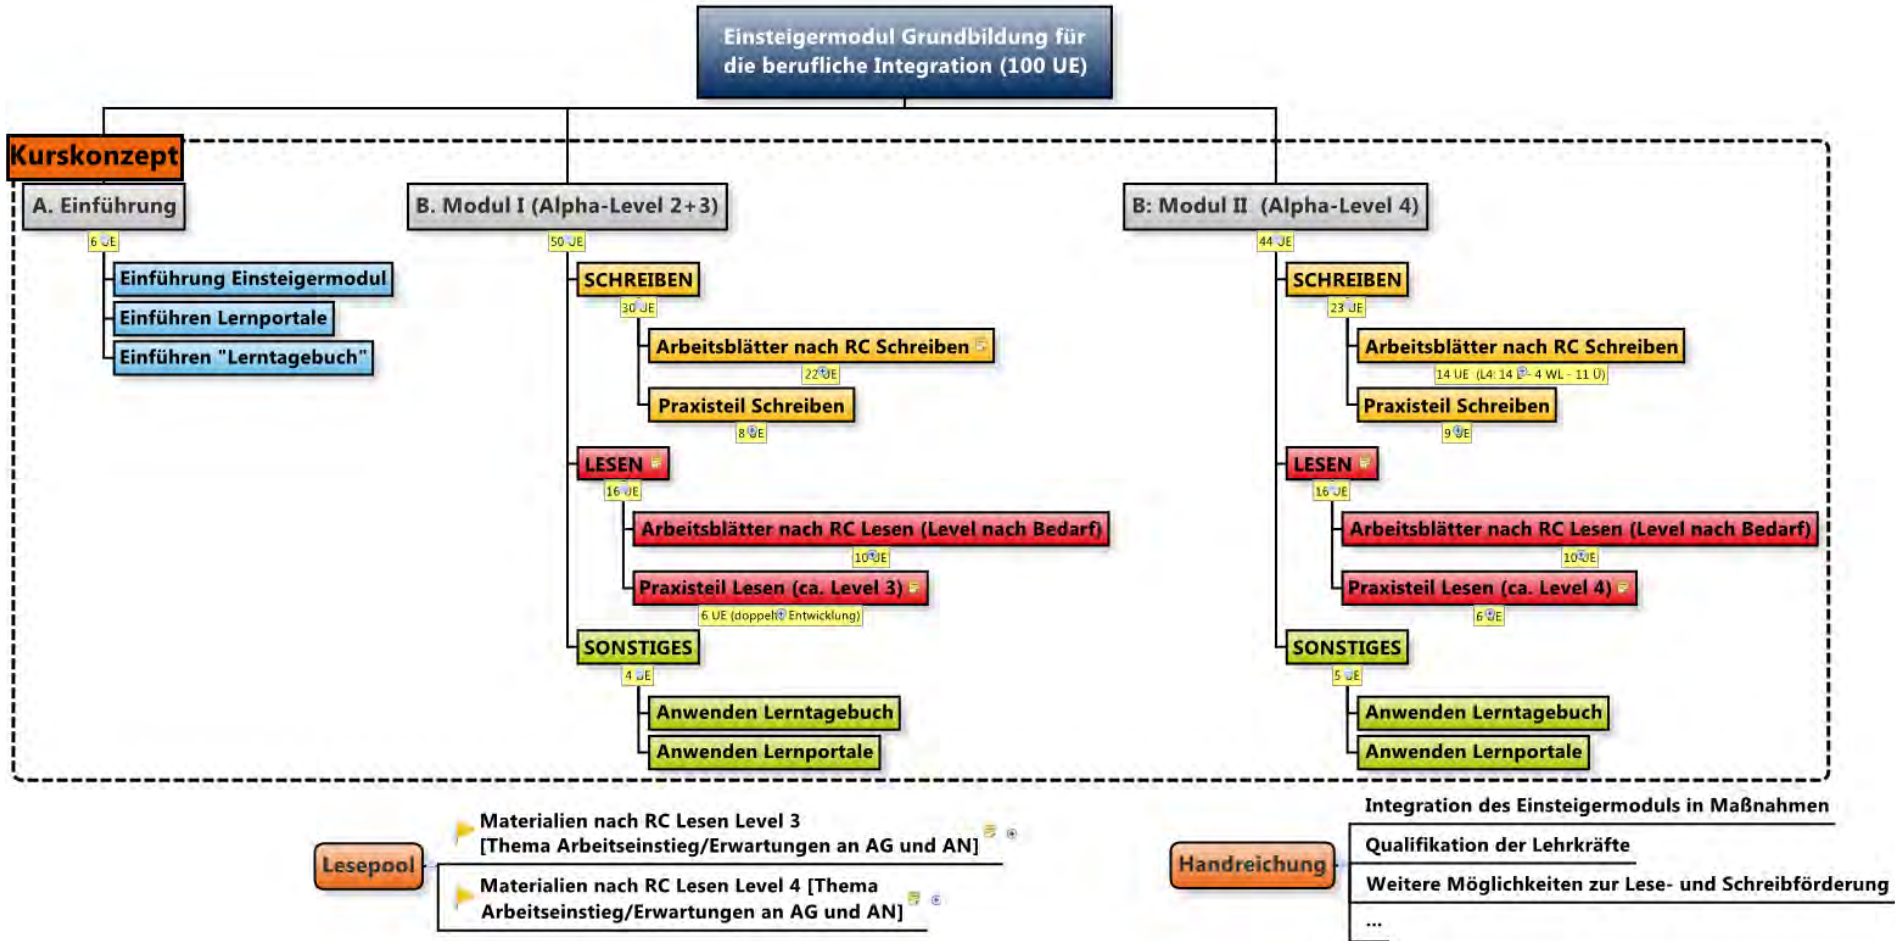 Einsteigermodul Grundbildung für
die berufliche Integration (100 UE)
Kurskonzept
A. Einführung
6 UE
Einführung Einsteigermodul
Einführen Lernportale
Einführen "Lerntagebuch"
B. Modul I (Alpha-Level 2+3)
50 UE
SCHREIBEN
30 UE
Arbeitsblätter nach RC Schreiben
22 UE
Praxisteil Schreiben
8 UE
LESEN
16 UE
Arbeitsblätter nach RC Lesen (Level nach Bedarf)
10 UE
Praxisteil Lesen (ca. Level 3)
6 UE (doppelt Entwicklung)
SONSTIGES
4 UE
Anwenden Lerntagebuch
Anwenden Lernportale
B: Modul II (Alpha-Level 4)
44 UE
SCHREIBEN
23 UE
Arbeitsblätter nach RC Schreiben
14 UE (L4: 14 - 4 WL - 11 Ü)
Praxisteil Schreiben
9 UE
LESEN
16 UE
Arbeitsblätter nach RC Lesen (Level nach Bedarf)
10 UE
Praxisteil Lesen (ca. Level 4)
6 UE
SONSTIGES
5 UE
Anwenden Lerntagebuch
Anwenden Lernportale
Lesepool
Materialien nach RC Lesen Level 3
[Thema Arbeitseinstieg/Erwartungen an AG und AN]
Materialien nach RC Lesen Level 4 [Thema
Arbeitseinstieg/Erwartungen an AG und AN]
Handreichung
Integration des Einsteigermoduls in Maßnahmen
Qualifikation der Lehrkräfte
Weitere Möglichkeiten zur Lese- und Schreibförderung
...